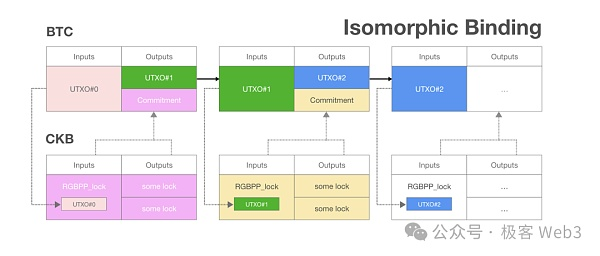 BTC
Isomorphic Binding
Inputs Outputs Inputs Outputs Inputs Outputs
UTXO#0 UTXO#1 UTXO#1 UTXO#2 UTXO#2 ...
Commitment Commitment
CKB
Inputs Outputs Inputs Outputs Inputs Outputs
RGBPP_lock some lock RGBPP_lock some lock RGBPP_lock ...
UTXO#0 some lock UTXO#1 some lock UTXO#2 ...
公众号·极客 Web3